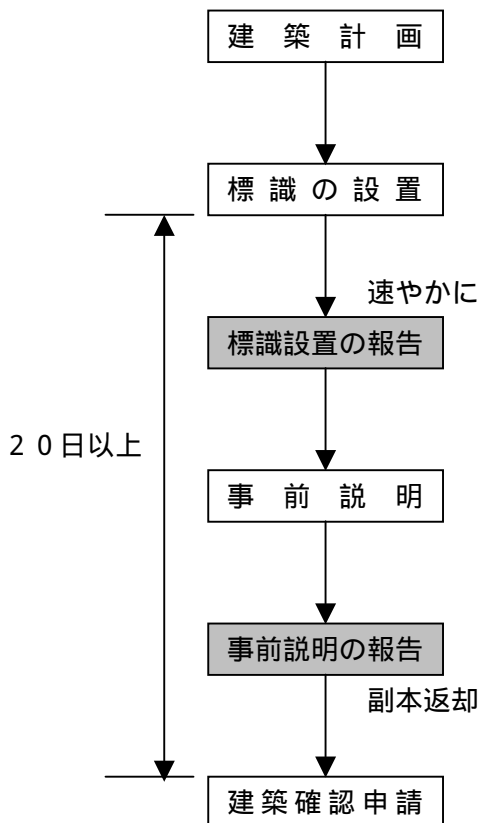 建築計画
標識の設置
速やかに
標識設置の報告
２０日以上
事前説明
事前説明の報告
副本返却
建築確認申請